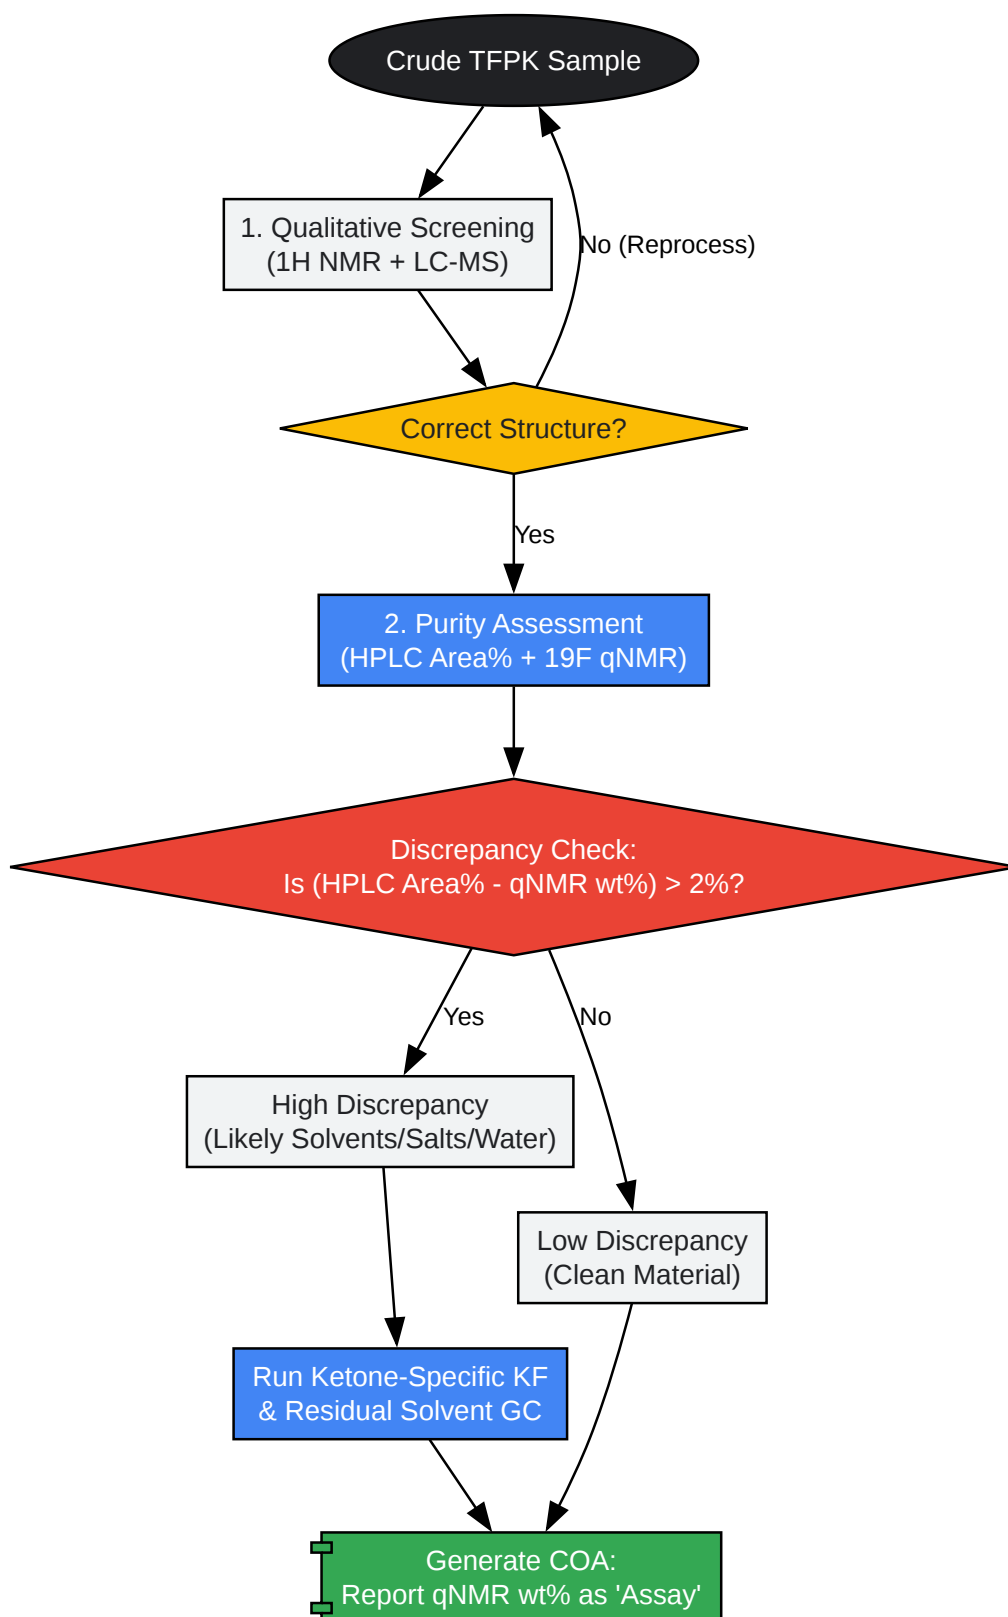 Crude TFPK Sample
1. Qualitative Screening
(1H NMR + LC-MS)
No (Reprocess)
Correct Structure?
Yes
2. Purity Assessment
(HPLC Area% + 19F qNMR)
Discrepancy Check:
Is (HPLC Area% - qNMR wt%) > 2%?
Yes
No
High Discrepancy
(Likely Solvents/Salts/Water)
Low Discrepancy
(Clean Material)
Run Ketone-Specific KF
& Residual Solvent GC
Generate COA:
Report qNMR wt% as 'Assay'